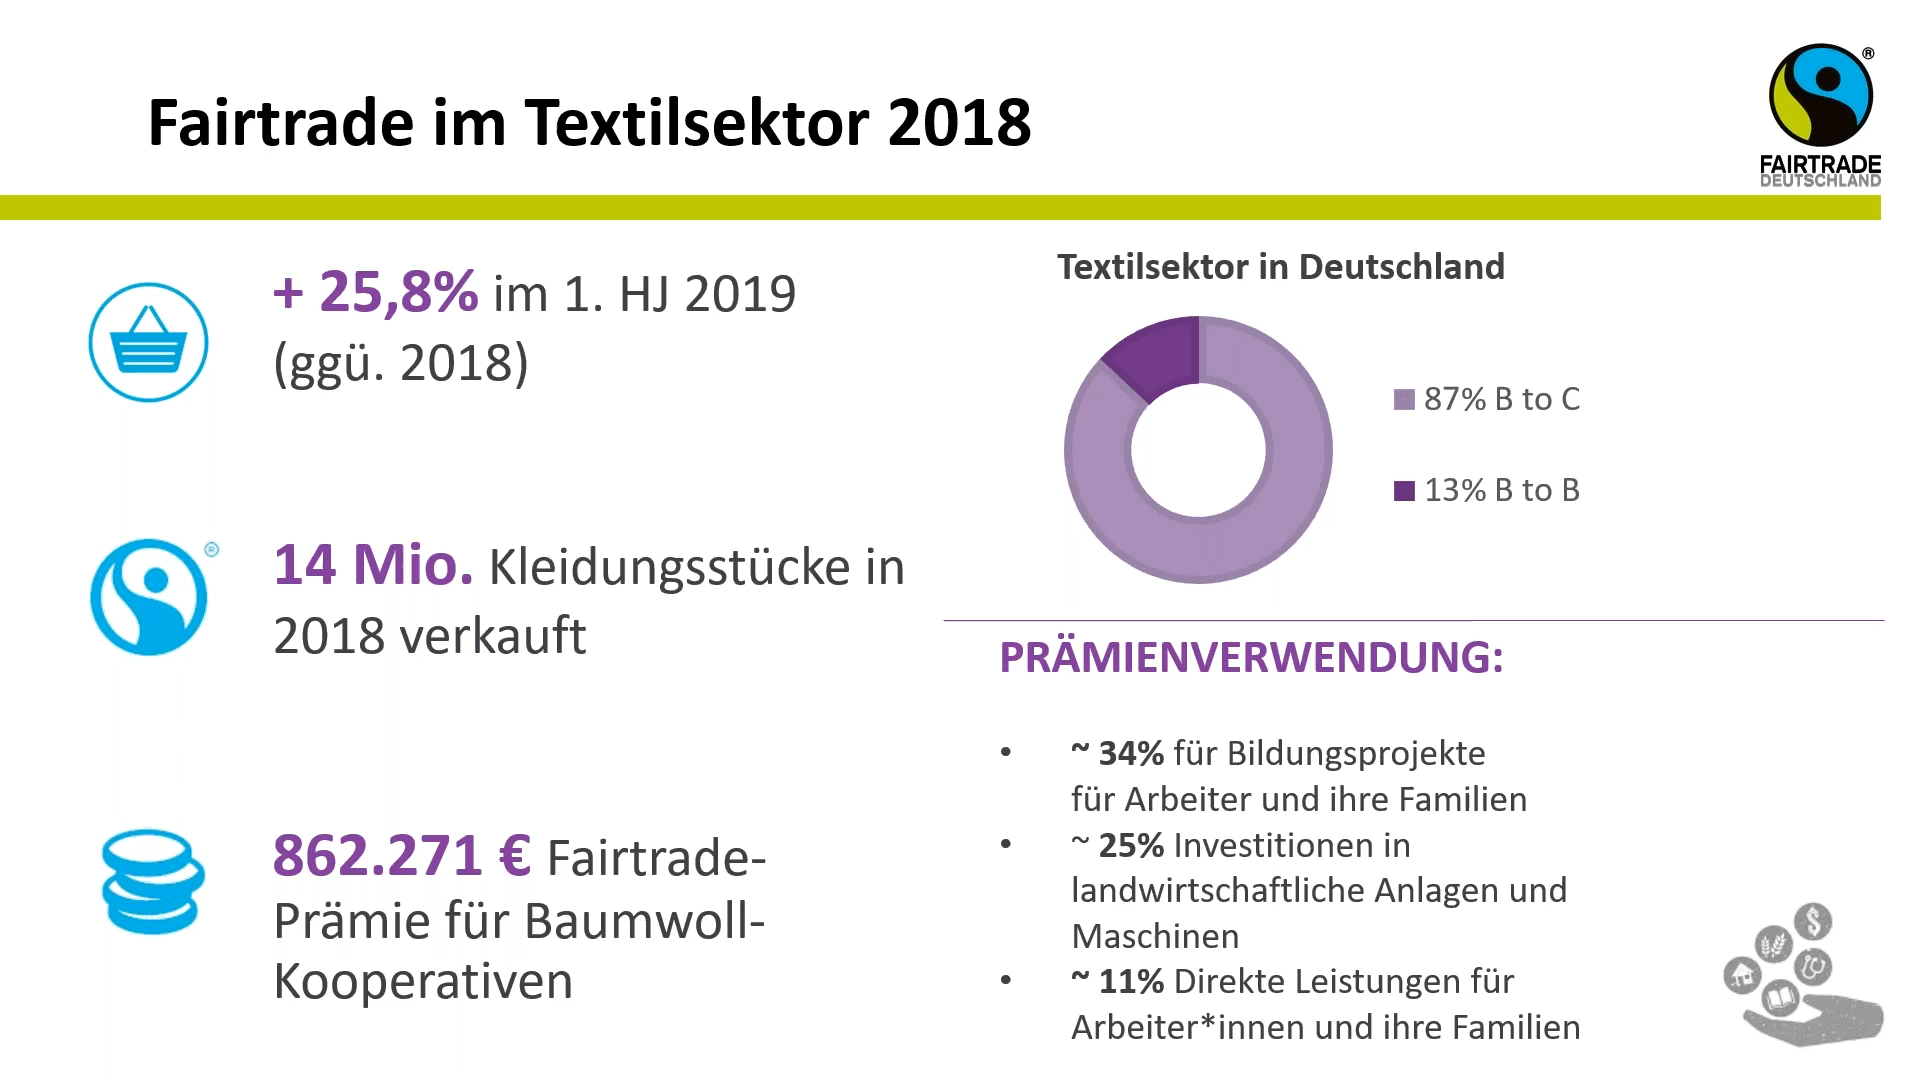 Fairtrade im Textilsektor 2018
®
FAIRTRADE
DEUTSCHLAND
+ 25,8% im 1. HJ 2019
(ggü. 2018)
®
14 Mio. Kleidungsstücke in
2018 verkauft
862.271 € Fairtrade-
Prämie für Baumwoll-
Kooperativen
Textilsektor in Deutschland
87% B to C
13% B to B
PRÄMIENVERWENDUNG:
• ~ 34% für Bildungsprojekte
für Arbeiter und ihre Familien
• ~ 25% Investitionen in
landwirtschaftliche Anlagen und
Maschinen
• ~ 11% Direkte Leistungen für
Arbeiter*innen und ihre Familien
$